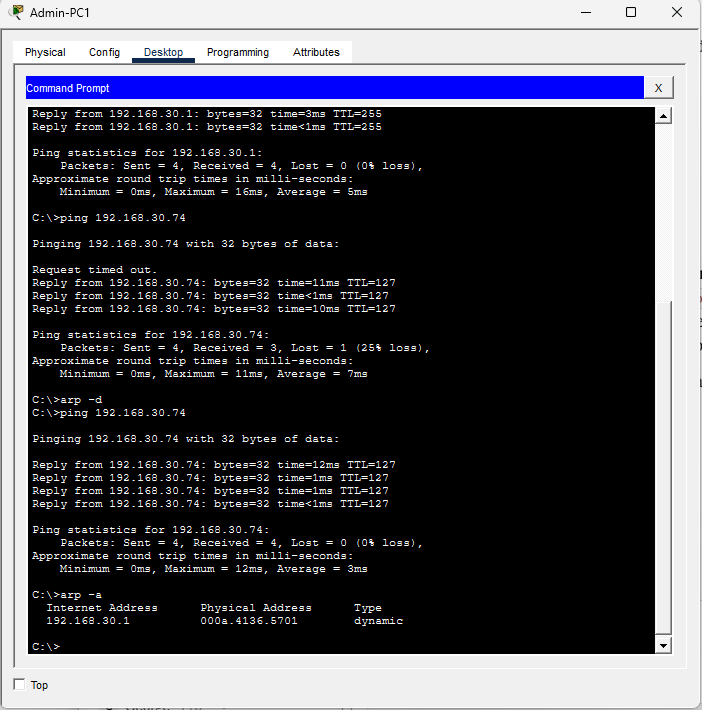 Admin-PC1
Physical Config Desktop Programming Attributes
Command Prompt X
Reply from 192.168.30.1: bytes=32 time=3ms TTL=255
Reply from 192.168.30.1: bytes=32 time<1ms TTL=255
Ping statistics for 192.168.30.1:
Packets: Sent = 4, Received = 4, Lost = 0 (0% loss),
Approximate round trip times in milli-seconds:
Minimum = 0ms, Maximum = 16ms, Average = 5ms
C:\>ping 192.168.30.74
Pinging 192.168.30.74 with 32 bytes of data:
Request timed out.
Reply from 192.168.30.74: bytes=32 time=11ms TTL=127
Reply from 192.168.30.74: bytes=32 time<1ms TTL=127
Reply from 192.168.30.74: bytes=32 time=10ms TTL=127
Ping statistics for 192.168.30.74:
Packets: Sent = 4, Received = 3, Lost = 1 (25% loss),
Approximate round trip times in milli-seconds:
Minimum = 0ms, Maximum = 11ms, Average = 7ms
C:\>arp -d
C:\>ping 192.168.30.74
Pinging 192.168.30.74 with 32 bytes of data:
Reply from 192.168.30.74: bytes=32 time=12ms TTL=127
Reply from 192.168.30.74: bytes=32 time=1ms TTL=127
Reply from 192.168.30.74: bytes=32 time=1ms TTL=127
Reply from 192.168.30.74: bytes=32 time<1ms TTL=127
Ping statistics for 192.168.30.74:
Packets: Sent = 4, Received = 4, Lost = 0 (0% loss),
Approximate round trip times in milli-seconds:
Minimum = 0ms, Maximum = 12ms, Average = 3ms
C:\>arp -a
Internet Address Physical Address Type
192.168.30.1 000a.4136.5701 dynamic
C:\>
Top